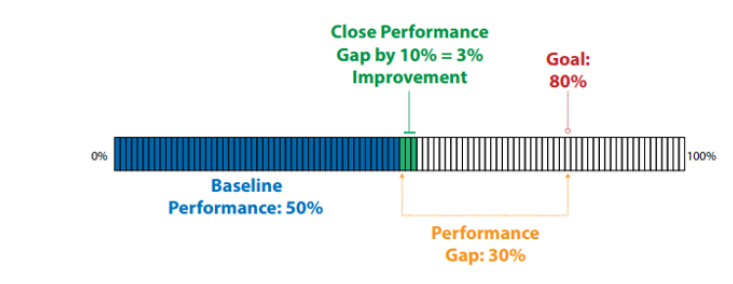 Close Performance
Gap by 10% = 3%
Improvement
Goal:
80%
0%
100%
Baseline
Performance: 50%
Performance
Gap: 30%